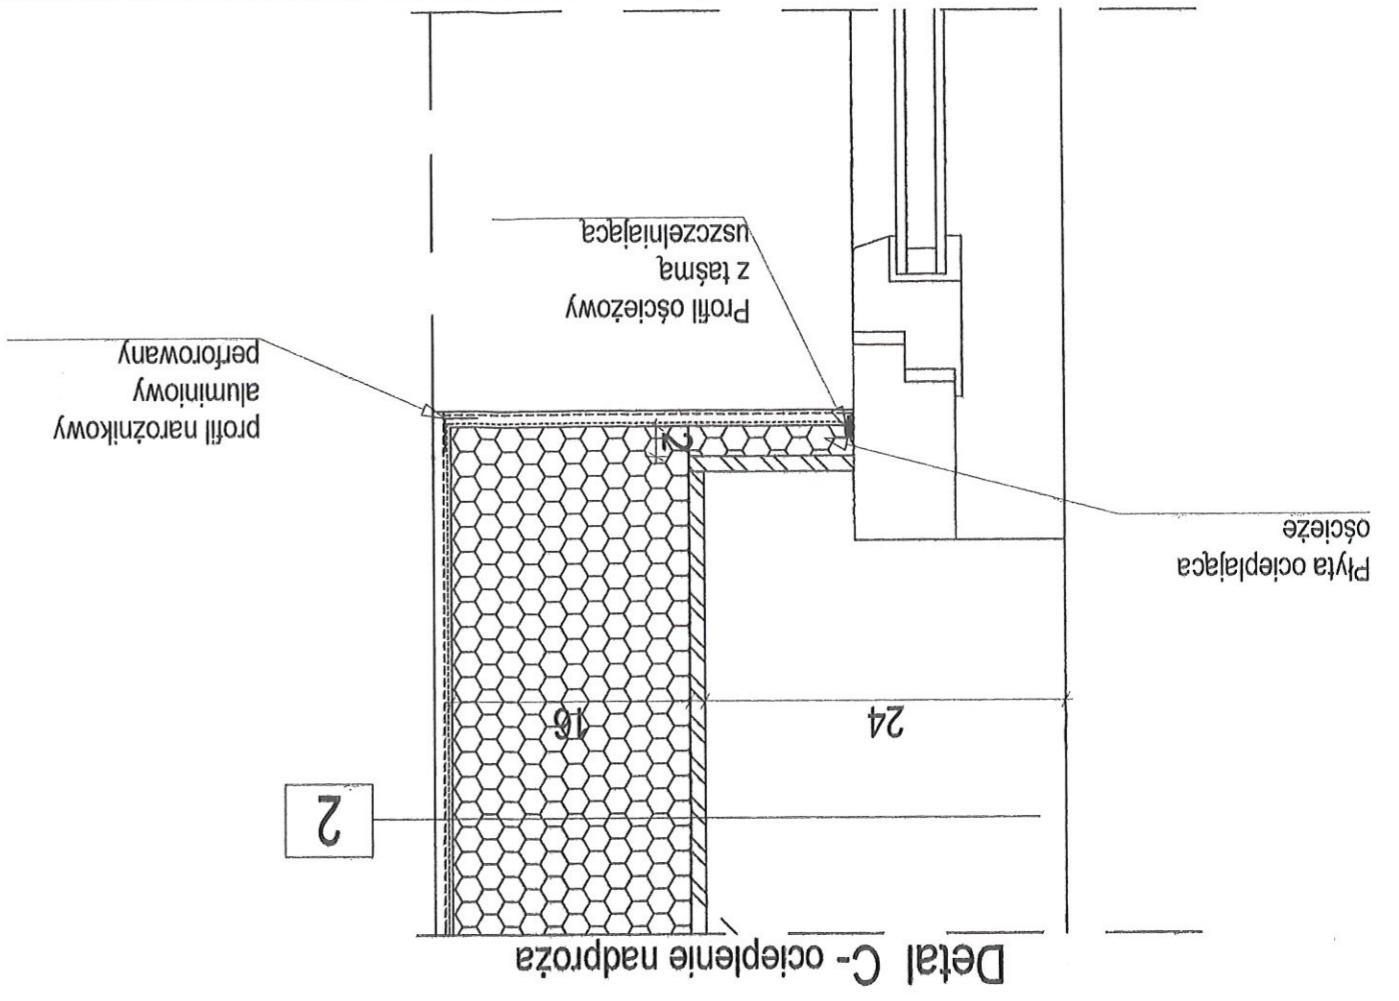 Detal C- ocieplenie nadproża
2
24
16
Płyta ocieplająca
ościeże
2
profil narożnikowy
aluminiowy
perforowany
Profil ościeżowy
z taśmą
uszczelniającą